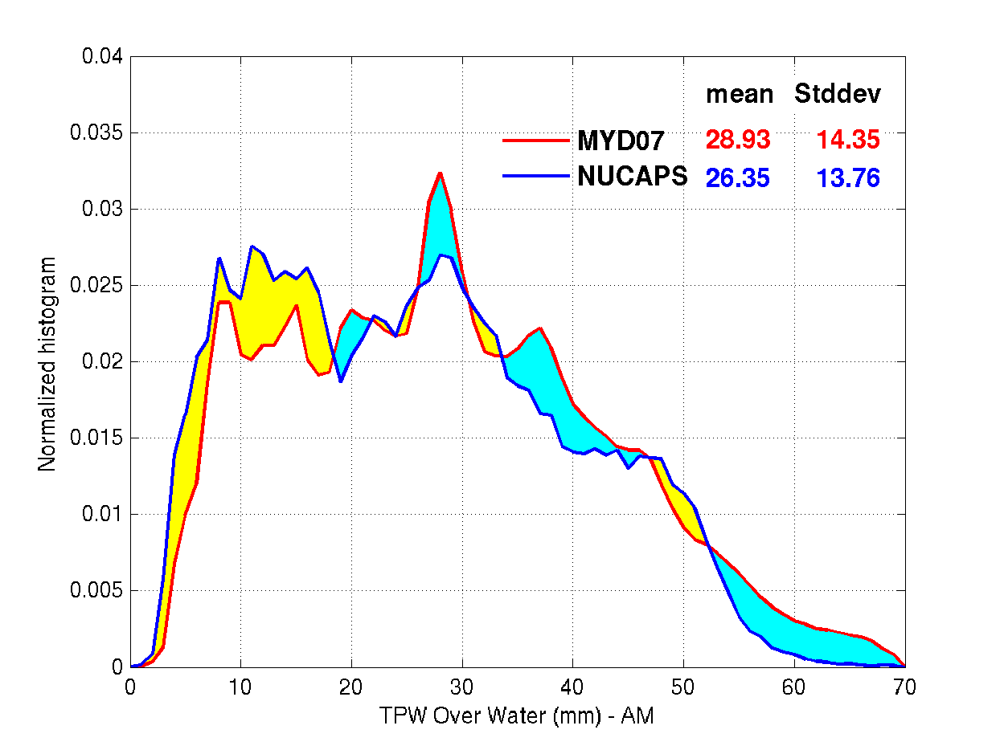 mean Stddev
MYD07 28.93 14.35
NUCAPS 26.35 13.76
0.04
0.035
0.03
0.025
0.02
0.015
0.01
0.005
0
Normalized histogram
0 10 20 30 40 50 60 70
TPW Over Water (mm) - AM